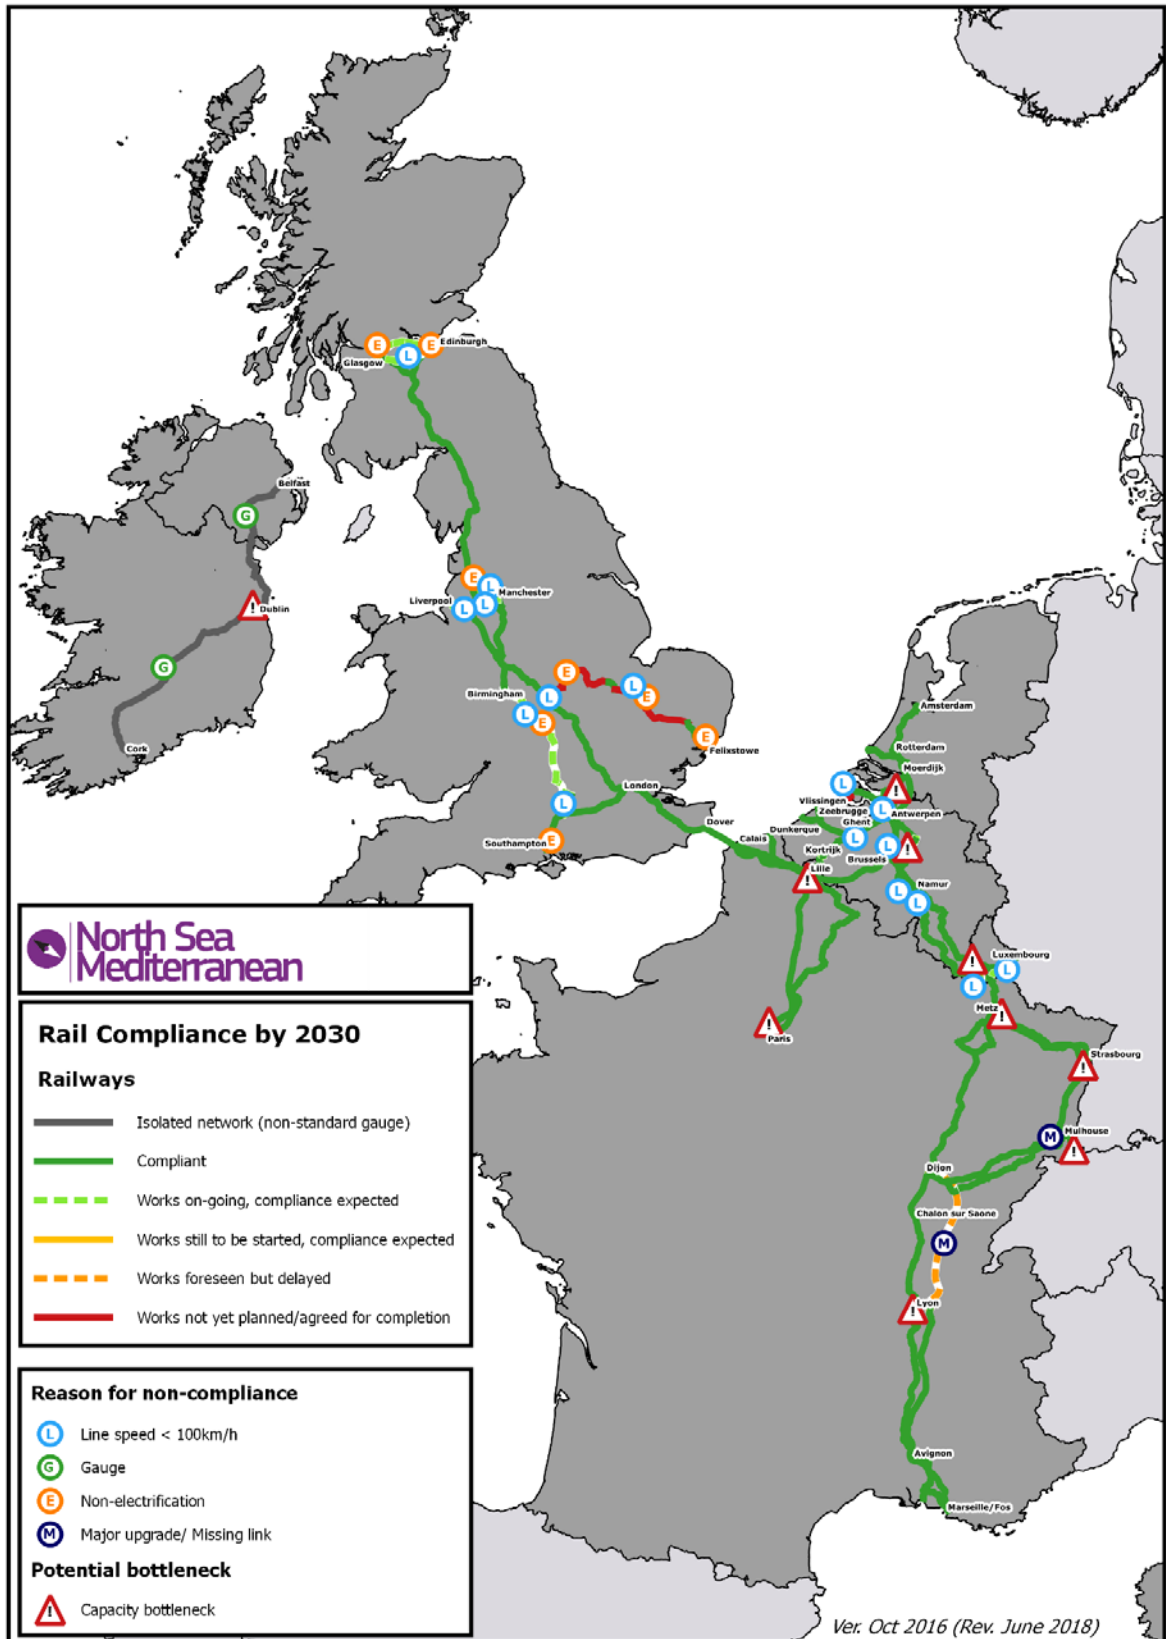 E
E
Edinburgh
L
Glasgow
Belfast
G
E
L
Manchester
Liverpool
L
L
!
Dublin
G
E
L
E
Birmingham
L
L
E
Cork
E
Felixstowe
Amsterdam
Rotterdam
Moerdijk
L
!
London
Vlissingen
L
Zeebrugge
L
Antwerpen
Dover
Ghent
Dunkerque
L
Calais
Southampton
E
Kortrijk
L
!
Brussels
Lille
!
Namur
L
L
Luxembourg
!
L
L
Metz
!
!
Paris
Strasbourg
!
Mulhouse
M
!
Dijon
Chalon sur Saone
M
Lyon
!
Avignon
Marseille/Fos
North Sea
Mediterranean
Rail Compliance by 2030
Railways
Isolated network (non-standard gauge)
Compliant
Works on-going, compliance expected
Works still to be started, compliance expected
Works foreseen but delayed
Works not yet planned/agreed for completion
Reason for non-compliance
L Line speed < 100km/h
G Gauge
E Non-electrification
M Major upgrade/ Missing link
Potential bottleneck
! Capacity bottleneck
Ver. Oct 2016 (Rev. June 2018)